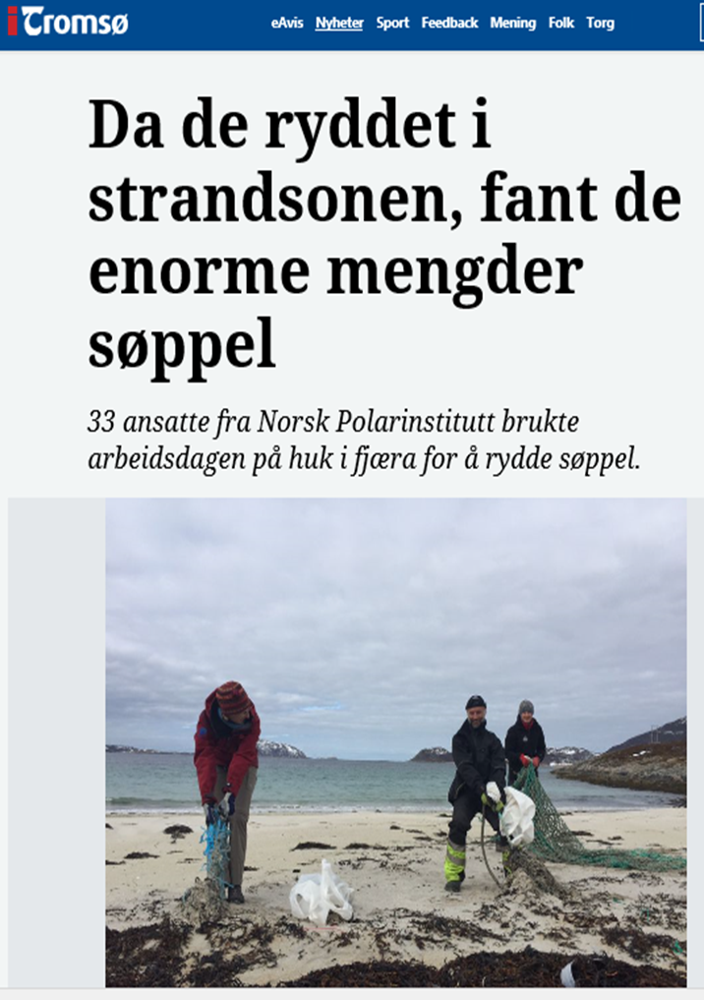 iTromsø
eAvis Nyheter Sport Feedback Mening Folk Torg
Da de ryddet i
strandsonen, fant de
enorme mengder
søppel
33 ansatte fra Norsk Polarinstitutt brukte
arbeidsdagen på huk i fjæra for å rydde søppel.